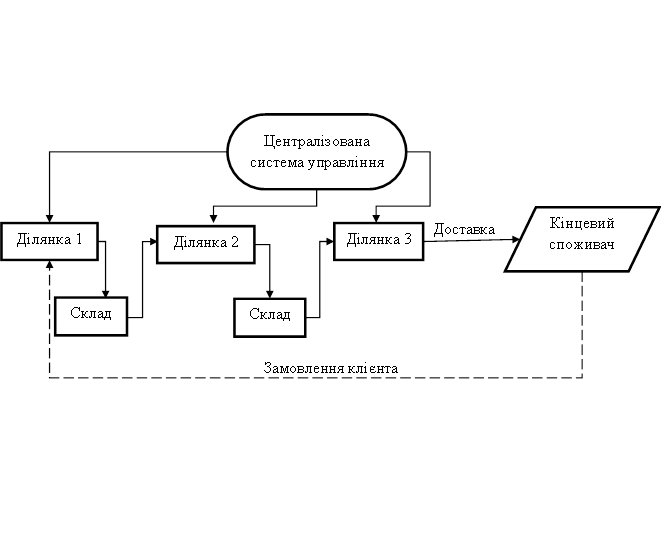 Централізована
система управління
Ділянка 1
Ділянка 2
Ділянка 3
Доставка
Кінцевий
споживач
Склад
Склад
Замовлення клієнта